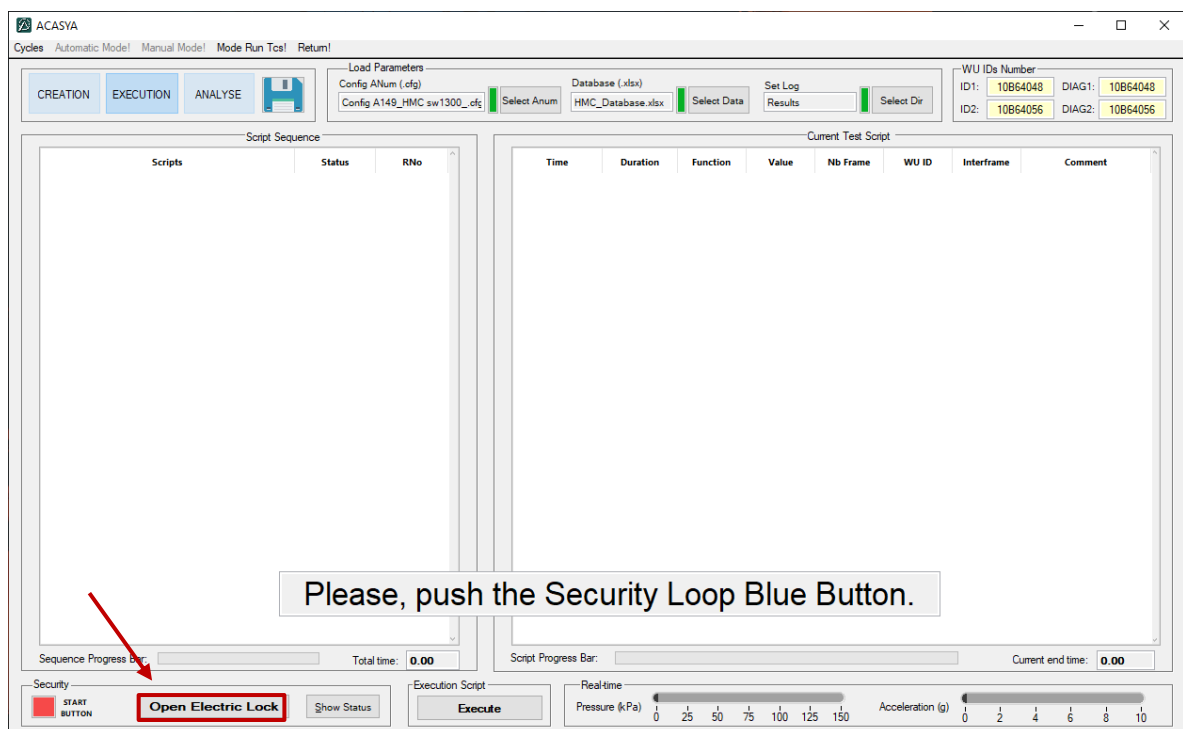 ACASYA
Cycles Automatic Mode! Manual Mode! Mode Run Tcs! Return!
CREATION EXECUTION ANALYSE
Load Parameters
Config ANum (.cfg)
Config A149_HMC sw1300_.cfg
Select Anum
Database (.xlsx)
HMC_Database.xlsx
Select Data
Set Log
Results
Select Dir
WU IDs Number
ID1: 10B64048 DIAG1: 10B64048
ID2: 10B64056 DIAG2: 10B64056
Script Sequence
Scripts Status RNo
Current Test Script
Time Duration Function Value Nb Frame WU ID Interframe Comment
Please, push the Security Loop Blue Button.
Sequence Progress Bar: Total time: 0.00
Script Progress Bar: Current end time: 0.00
Security
START
BUTTON
Open Electric Lock
Show Status
Execution Script
Execute
Real-time
Pressure (kPa)
0 25 50 75 100 125 150
Acceleration (g)
0 2 4 6 8 10